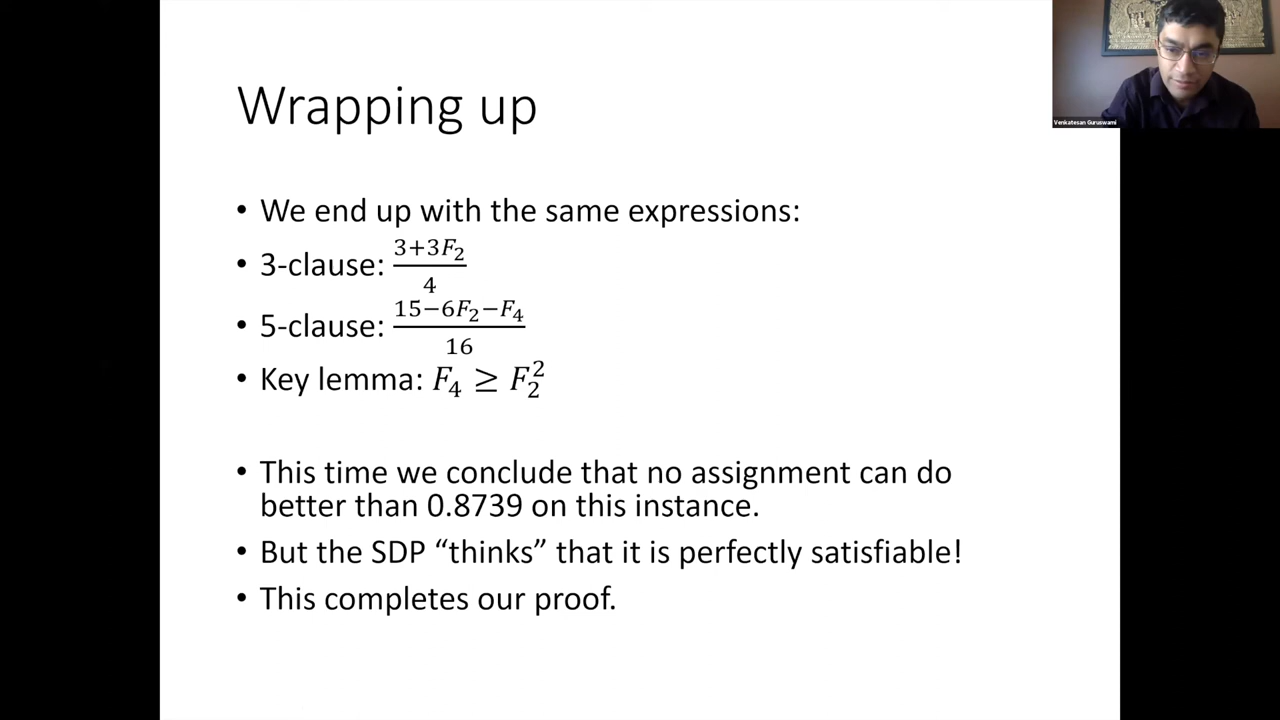 Venkatesan Guruswami
Wrapping up
• We end up with the same expressions:
• 3-clause: (3+3F₂)/4
• 5-clause: (15−6F₂−F₄)/16
• Key lemma: F₄ ≥ F₂²
• This time we conclude that no assignment can do
better than 0.8739 on this instance.
• But the SDP “thinks” that it is perfectly satisfiable!
• This completes our proof.